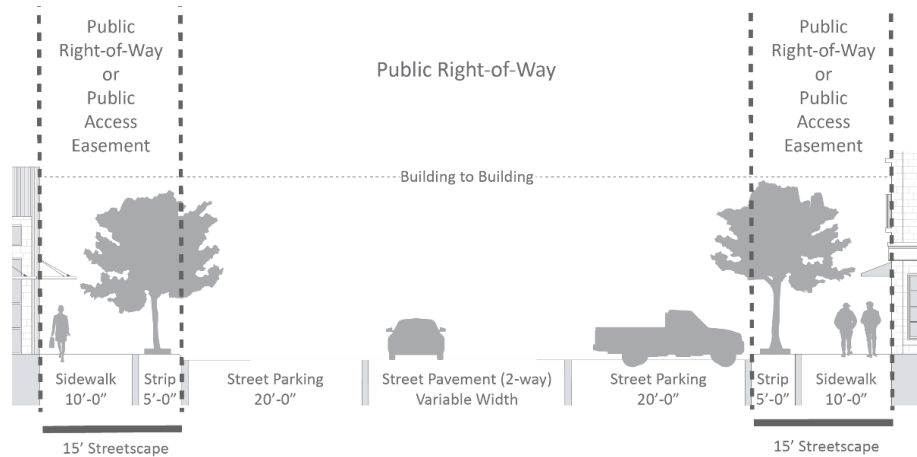 Public
Right-of-Way
or
Public
Access
Easement
Public Right-of-Way
Public
Right-of-Way
or
Public
Access
Easement
Building to Building
Sidewalk
10’-0”
Strip
5’-0”
Street Parking
20’-0”
Street Pavement (2-way)
Variable Width
Street Parking
20’-0”
Strip
5’-0”
Sidewalk
10’-0”
15’ Streetscape
15’ Streetscape